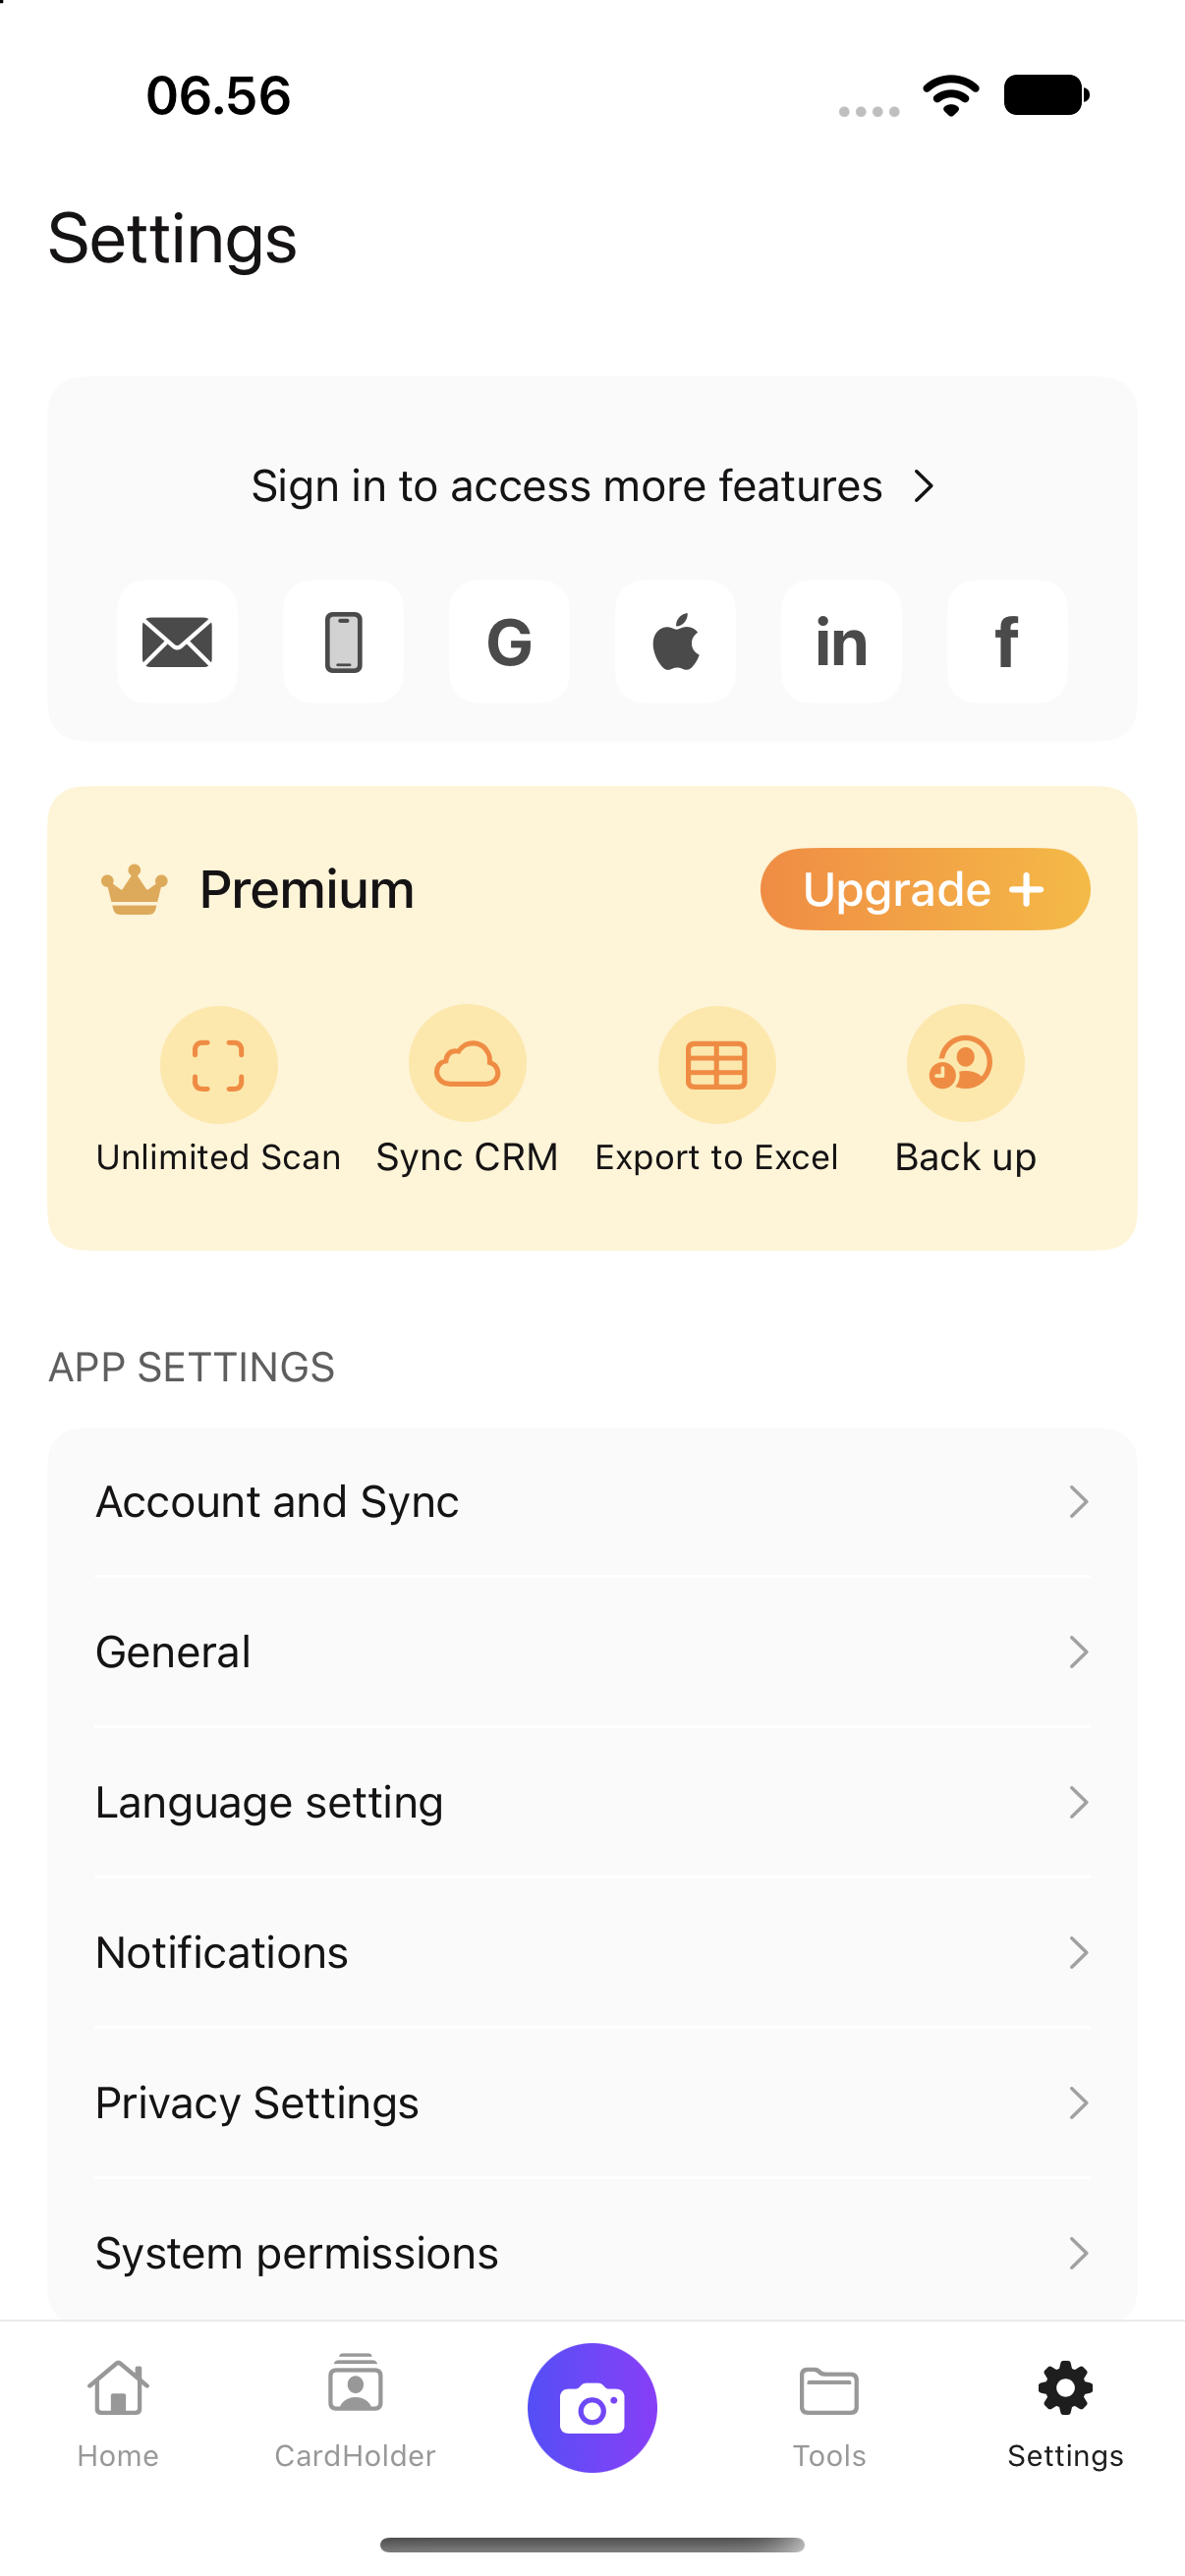 06.56
Settings
Sign in to access more features
G
in
f
Premium
Upgrade +
Unlimited Scan
Sync CRM
Export to Excel
Back up
APP SETTINGS
Account and Sync
General
Language setting
Notifications
Privacy Settings
System permissions
Home
CardHolder
Tools
Settings